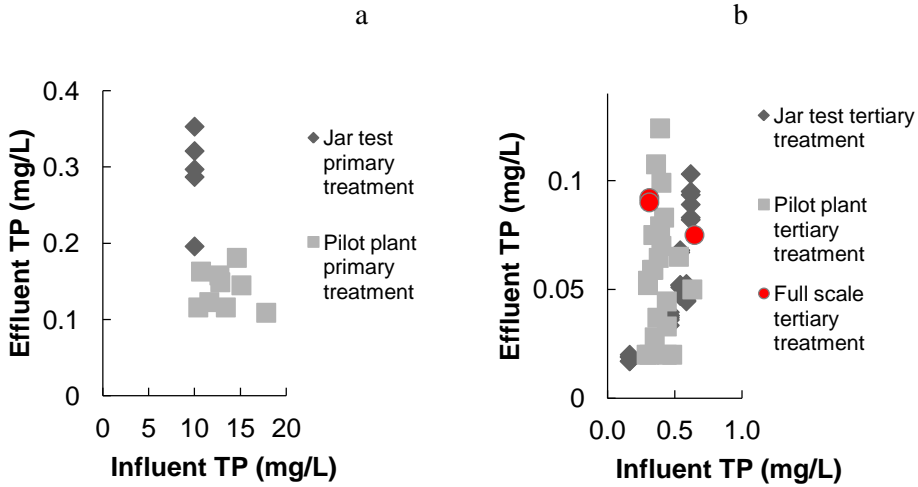 a
0.4
0.3
0.2
0.1
0
0 5 10 15 20
Effluent TP (mg/L)
Influent TP (mg/L)
Jar test
primary
treatment
Pilot plant
primary
treatment
b
0.1
0.05
0
0.0 0.5 1.0
Effluent TP (mg/L)
Influent TP (mg/L)
Jar test tertiary
treatment
Pilot plant
tertiary
treatment
Full scale
tertiary
treatment